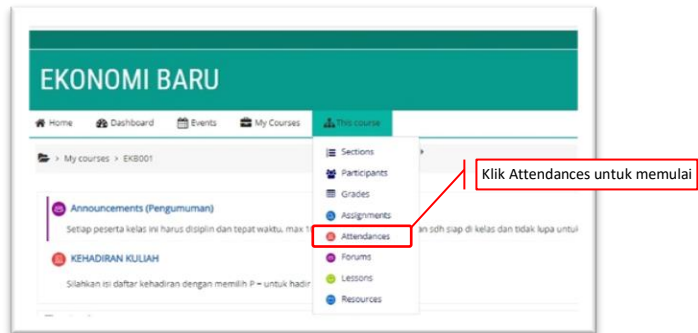 EKONOMI BARU
Home Dashboard Events My Courses This course
> My courses > EKB001
Sections
Participants
Grades
Assignments
Attendances
Forums
Lessons
Resources
Klik Attendances untuk memulai
Announcements (Pengumuman)
Setiap peserta kelas ini harus disiplin dan tepat waktu, max 1 an sdh siap di kelas dan tidak lupa untuk
KEHADIRAN KULIAH
Silahkan isi daftar kehadiran dengan memilih P – untuk hadir